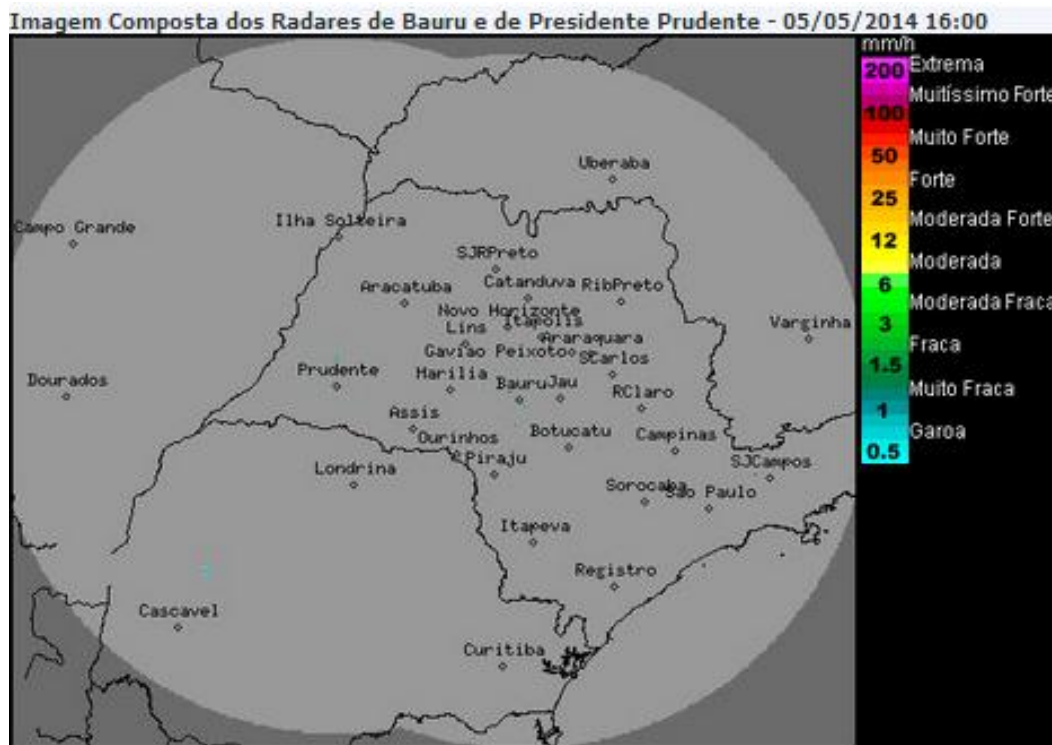 Imagem Composta dos Radares de Bauru e de Presidente Prudente - 05/05/2014 16:00
mm/h
200 Extrema
Muitíssimo Forte
100
Muito Forte
50
Forte
25
Moderada Forte
12
Moderada
6
Moderada Fraca
3
Fraca
1.5
Muito Fraca
1
Garoa
0.5
Uberaba
Ilha Solteira
Campo Grande
SJRPreto
Catanduva
RibPreto
Aracatuba
Novo Horizonte
Itapolis
Lins
Araraquara
Varginha
Gaviao Peixoto
SCarlos
Prudente
Dourados
Marilia
Bauru
Jau
RClaro
Assis
Ourinhos
Botucatu
Campinas
Piraju
SJCampos
Londrina
Sorocaba
Sao Paulo
Itapeva
Registro
Cascavel
Curitiba